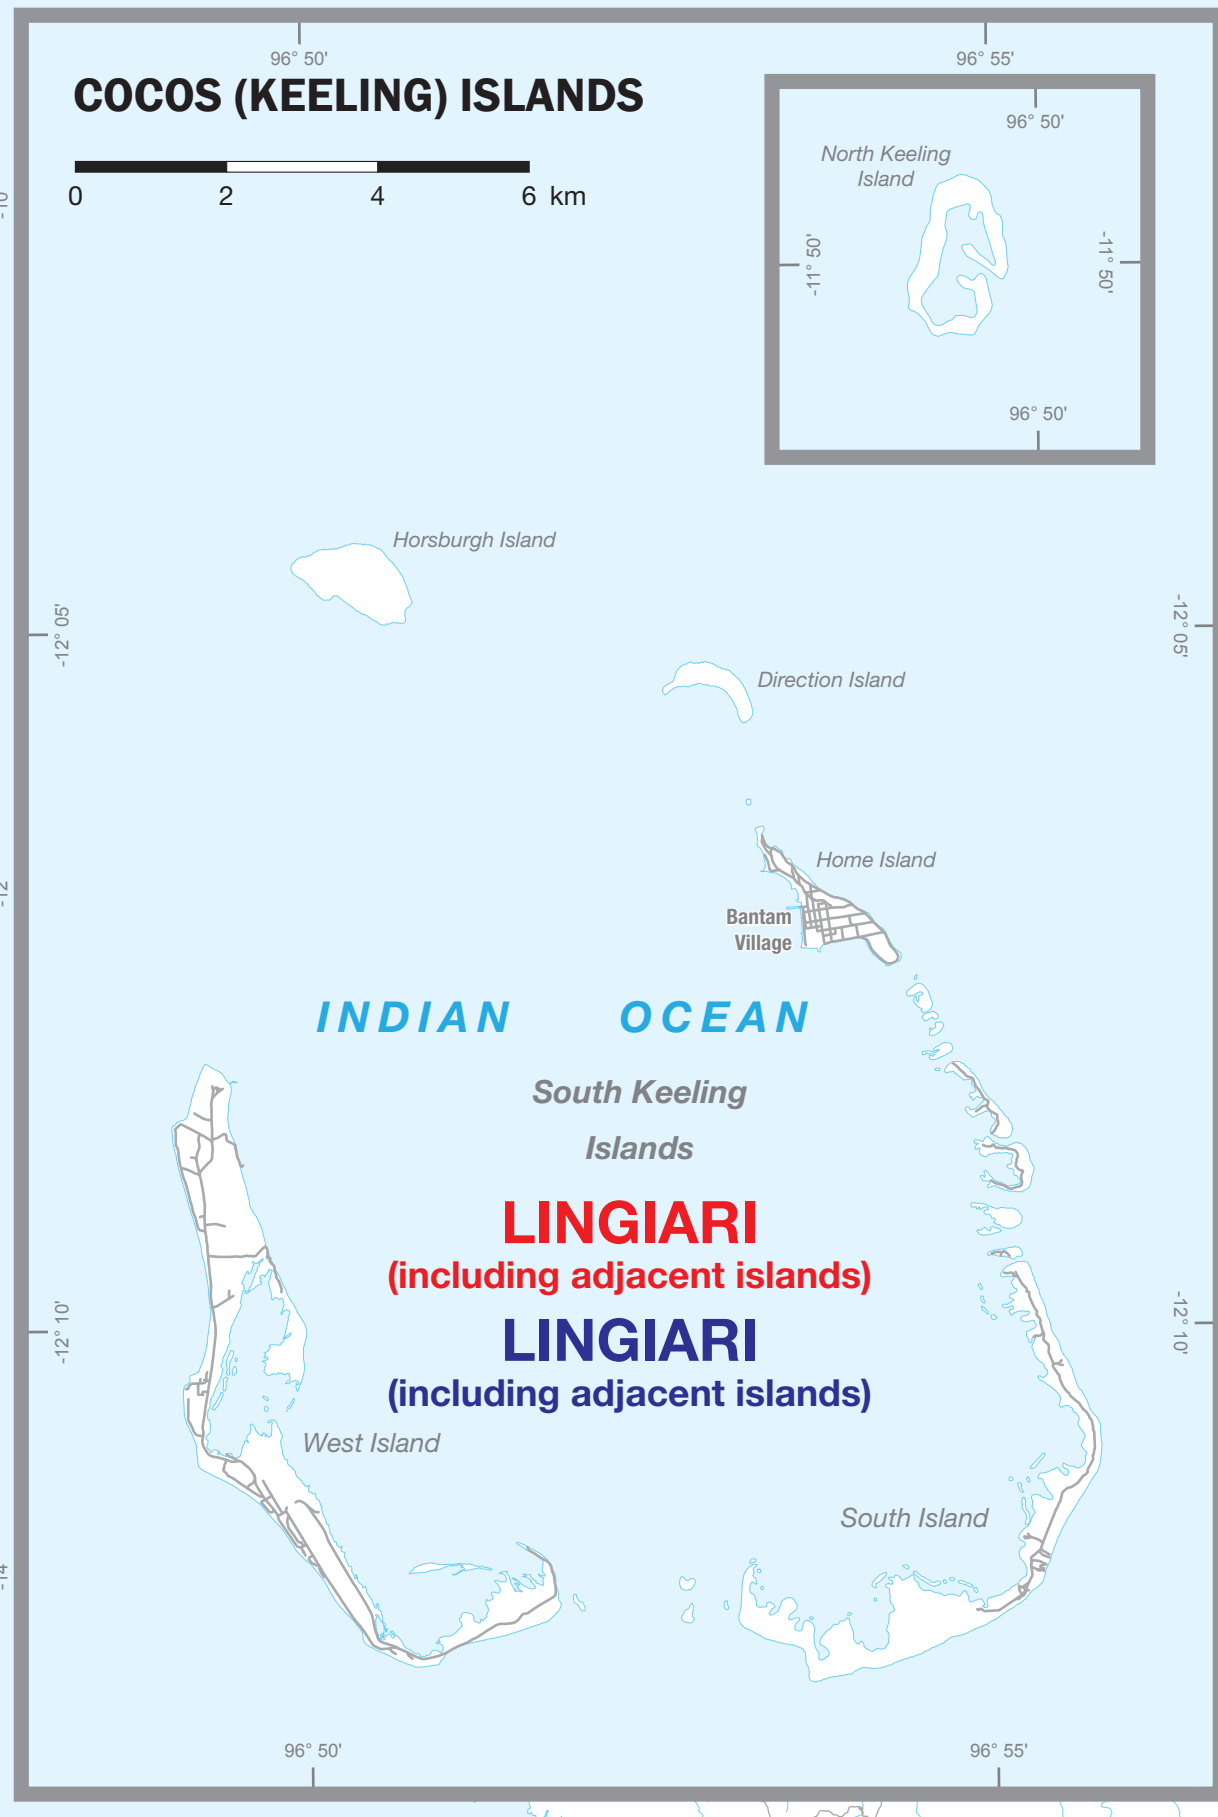 96° 50'
96° 55'
COCOS (KEELING) ISLANDS
0 2 4 6 km
96° 50'
North Keeling
Island
-11° 50'
-11° 50'
96° 50'
Horsburgh Island
-12° 05'
-12° 05'
Direction Island
Home Island
Bantam
Village
-12
INDIAN OCEAN
South Keeling
Islands
LINGIARI
(including adjacent islands)
LINGIARI
(including adjacent islands)
-12° 10'
-12° 10'
West Island
South Island
-14
96° 50'
96° 55'